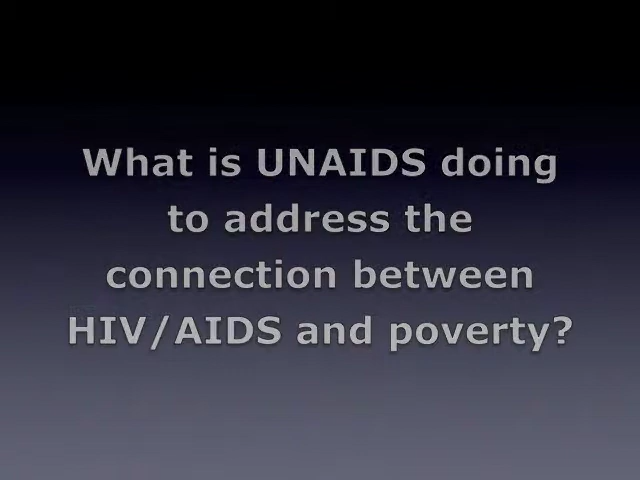 What is UNAIDS doing
to address the
connection between
HIV/AIDS and poverty?